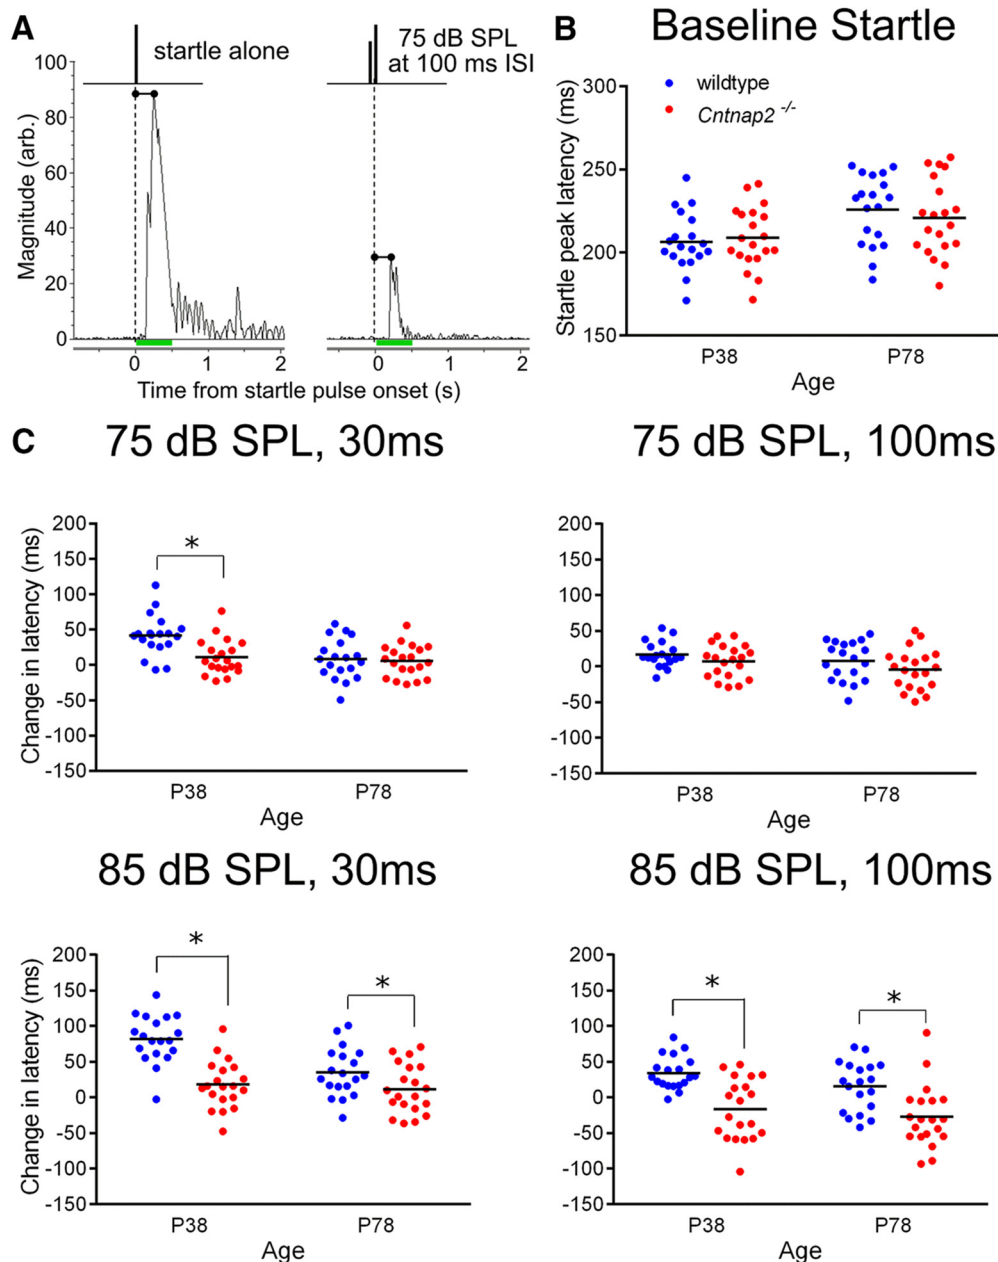 A
startle alone
75 dB SPL
at 100 ms ISI
Magnitude (arb.)
100
80
60
40
20
0
0
1
2
0
1
2
Time from startle pulse onset (s)
B
Baseline Startle
wildtype
Cntnap2 -/-
Startle peak latency (ms)
300
250
200
150
P38
P78
Age
C
75 dB SPL, 30ms
Change in latency (ms)
200
150
100
50
0
-50
-100
-150
*
P38
P78
Age
75 dB SPL, 100ms
200
150
100
50
0
-50
-100
-150
P38
P78
Age
85 dB SPL, 30ms
Change in latency (ms)
200
150
100
50
0
-50
-100
-150
*
*
P38
P78
Age
85 dB SPL, 100ms
200
150
100
50
0
-50
-100
-150
*
*
P38
P78
Age